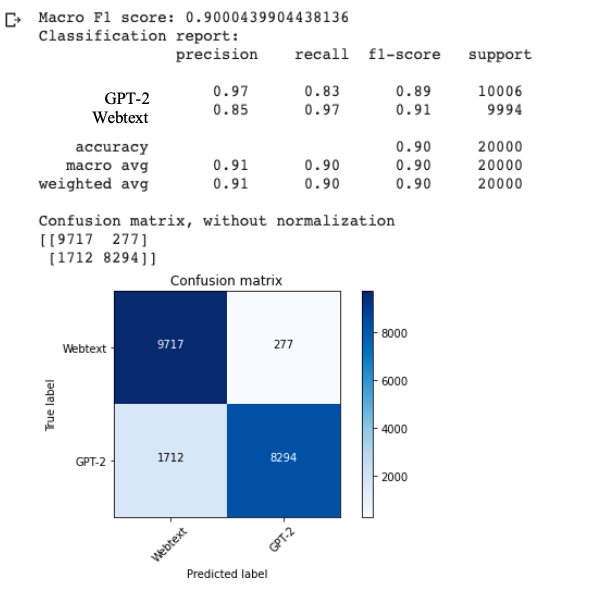 Macro F1 score: 0.9000439904438136
Classification report:
precision recall f1-score support
GPT-2 0.97 0.83 0.89 10006
Webtext 0.85 0.97 0.91 9994
accuracy 0.90 20000
macro avg 0.91 0.90 0.90 20000
weighted avg 0.91 0.90 0.90 20000
Confusion matrix, without normalization
[[9717 277]
[1712 8294]]
Confusion matrix
Webtext 9717 277
GPT-2 1712 8294
True label
Webtext GPT-2
Predicted label
8000
6000
4000
2000